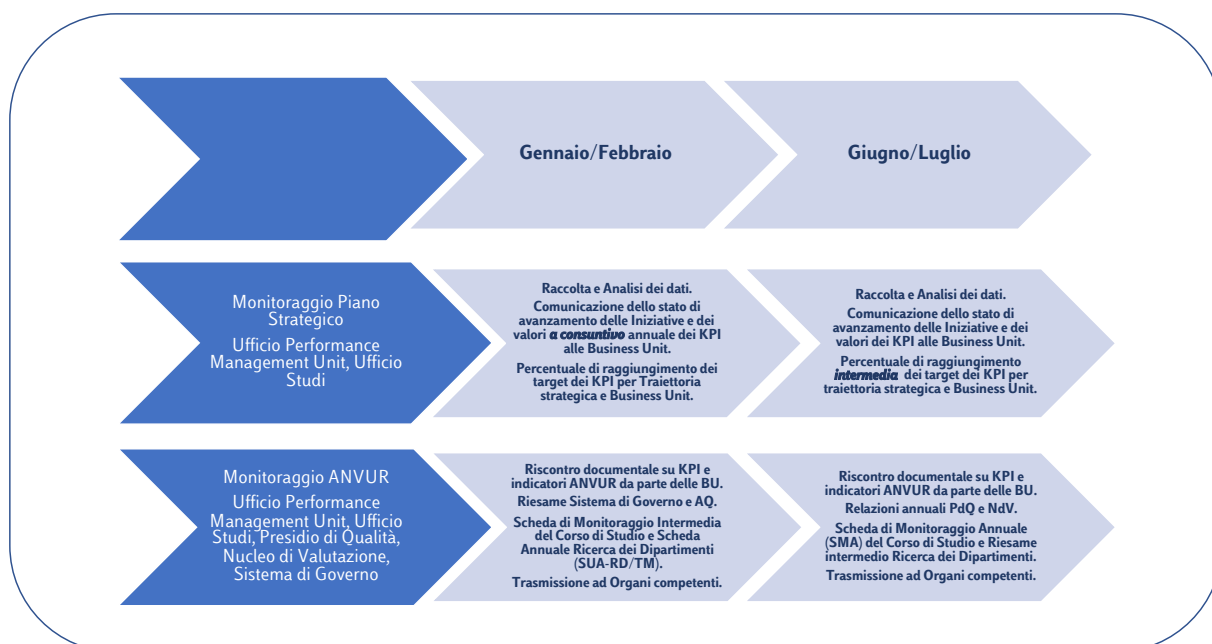 Gennaio/Febbraio
Giugno/Luglio
Monitoraggio Piano
Strategico
Ufficio Performance
Management Unit, Ufficio
Studi
Raccolta e Analisi dei dati.
Comunicazione dello stato di
avanzamento delle Iniziative e dei
valori a consuntivo annuale dei KPI
alle Business Unit.
Percentuale di raggiungimento dei
target dei KPI per Traiettoria
strategica e Business Unit.
Raccolta e Analisi dei dati.
Comunicazione dello stato di
avanzamento delle Iniziative e dei
valori dei KPI alle Business Unit.
Percentuale di raggiungimento
intermedia dei target dei KPI per
traiettoria strategica e Business Unit.
Monitoraggio ANVUR
Ufficio Performance
Management Unit, Ufficio
Studi, Presidio di Qualità,
Nucleo di Valutazione,
Sistema di Governo
Riscontro documentale su KPI e
indicatori ANVUR da parte delle BU.
Riesame Sistema di Governo e AQ.
Scheda di Monitoraggio Intermedia
del Corso di Studio e Scheda
Annuale Ricerca dei Dipartimenti
(SUA-RD/TM).
Trasmissione ad Organi competenti.
Riscontro documentale su KPI e
indicatori ANVUR da parte delle BU.
Relazioni annuali PdQ e NdV.
Scheda di Monitoraggio Annuale
(SMA) del Corso di Studio e Riesame
intermedio Ricerca dei Dipartimenti.
Trasmissione ad Organi competenti.